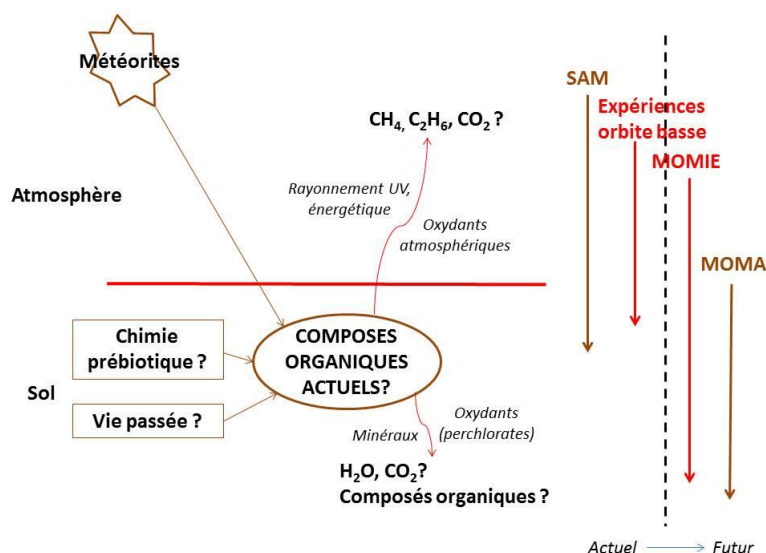 Météorites
SAM
Expériences
orbite basse
CH₄, C₂H₆, CO₂ ?
MOMIE
Rayonnement UV,
énergétique
Atmosphère
Oxydants
atmosphériques
MOMA
Chimie
prébiotique ?
COMPOSES
ORGANIQUES
ACTUELS?
Sol
Vie passée ?
Oxydants
(perchlorates)
Minéraux
H₂O, CO₂?
Composés organiques ?
Actuel
Futur